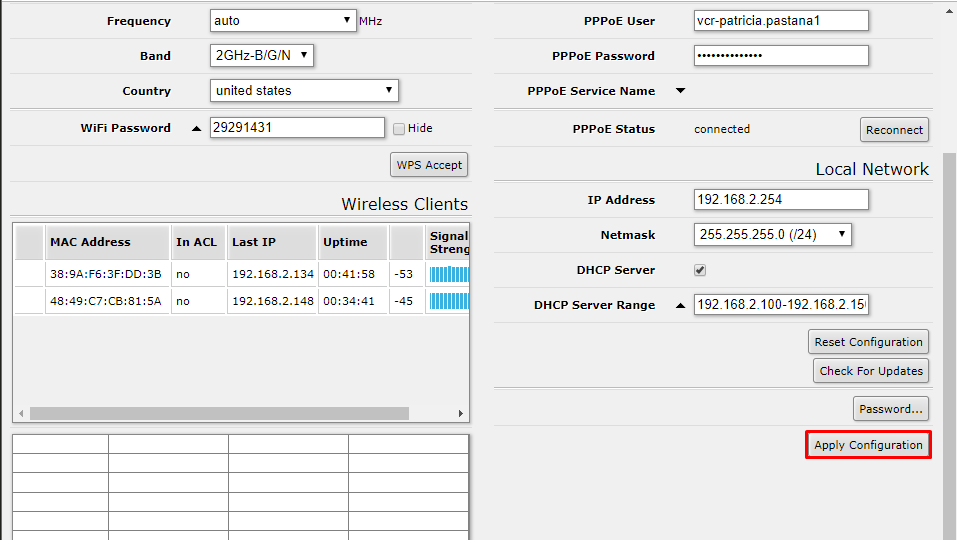 Frequency auto MHz
Band 2GHz-B/G/N
Country united states
WiFi Password 29291431 Hide
WPS Accept
Wireless Clients
MAC Address In ACL Last IP Uptime Signal Streng
38:9A:F6:3F:DD:3B no 192.168.2.134 00:41:58 -53
48:49:C7:CB:81:5A no 192.168.2.148 00:34:41 -45
PPPoE User vcr-patricia.pastana1
PPPoE Password ••••••••••••••
PPPoE Service Name
PPPoE Status connected Reconnect
Local Network
IP Address 192.168.2.254
Netmask 255.255.255.0 (/24)
DHCP Server
DHCP Server Range 192.168.2.100-192.168.2.15
Reset Configuration
Check For Updates
Password...
Apply Configuration